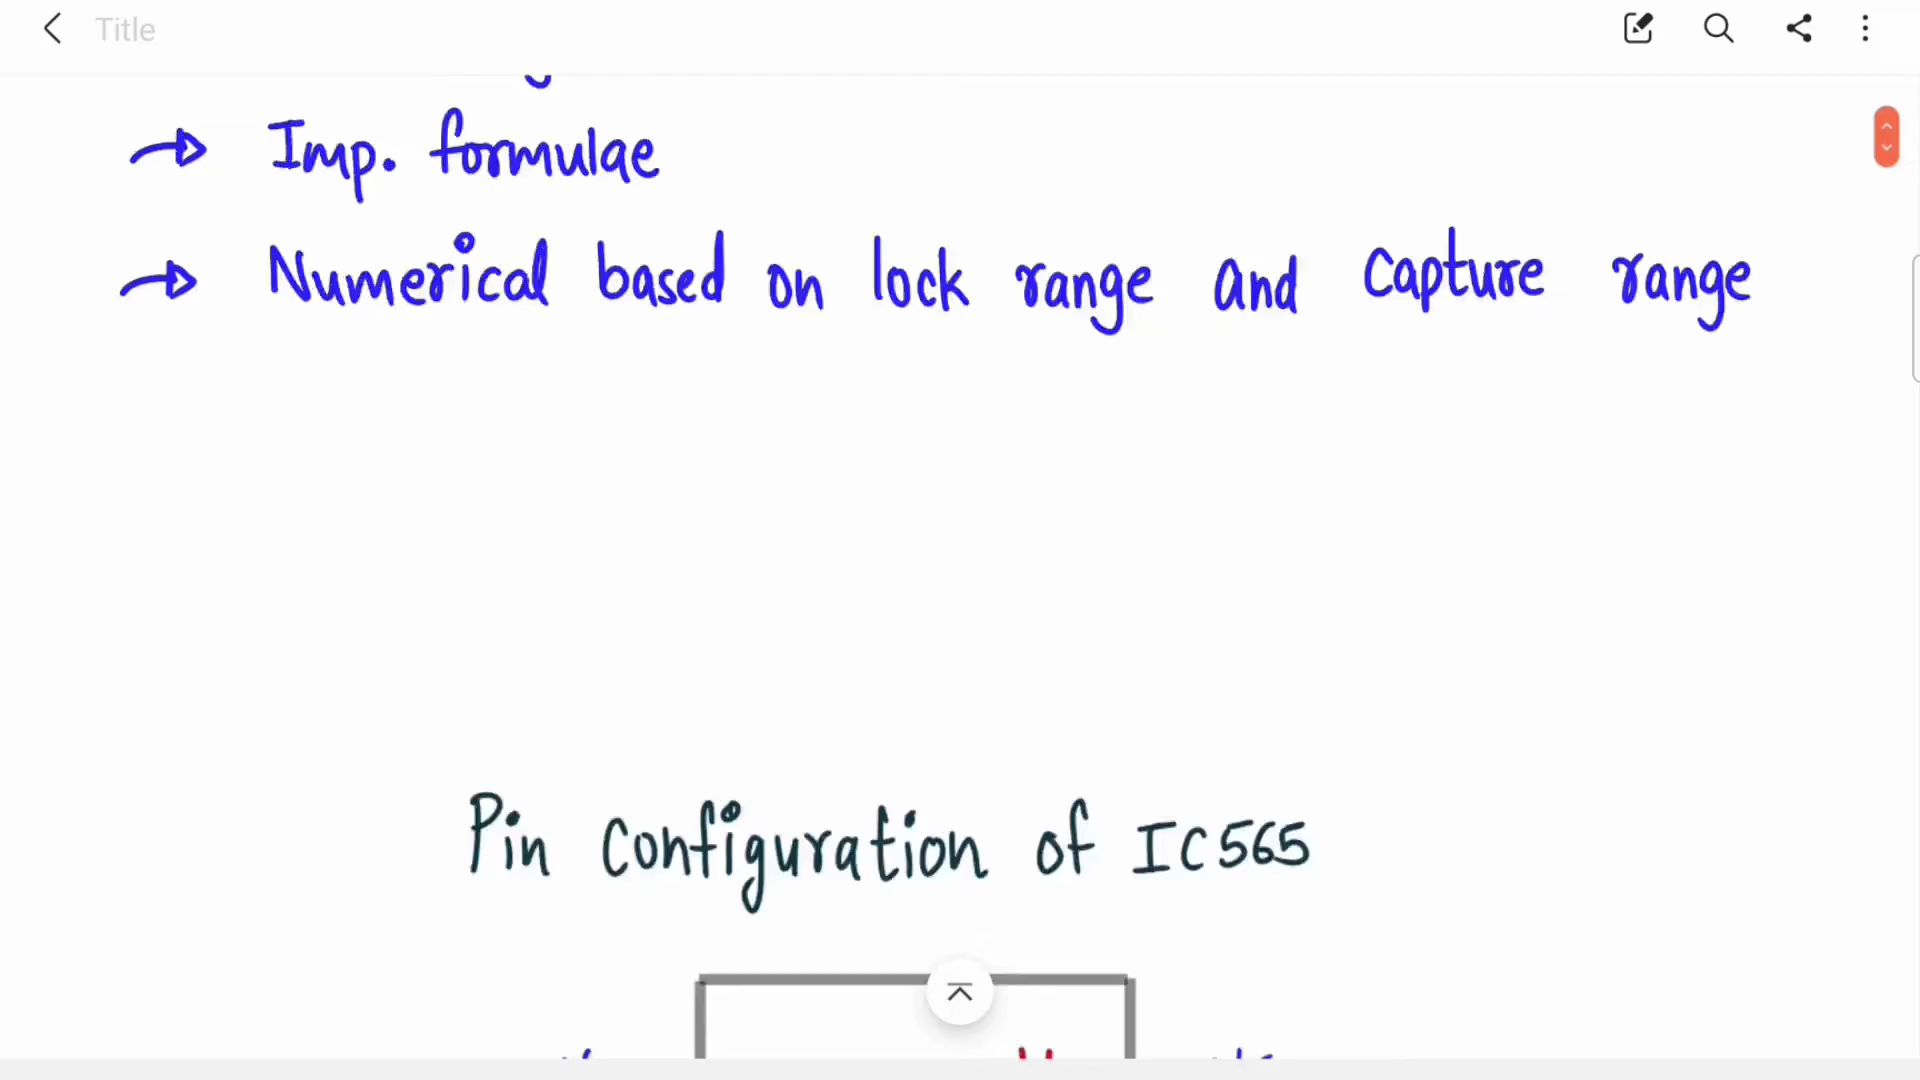 Title
Imp. formulae
Numerical based on lock range and Capture range
Pin Configuration of IC565